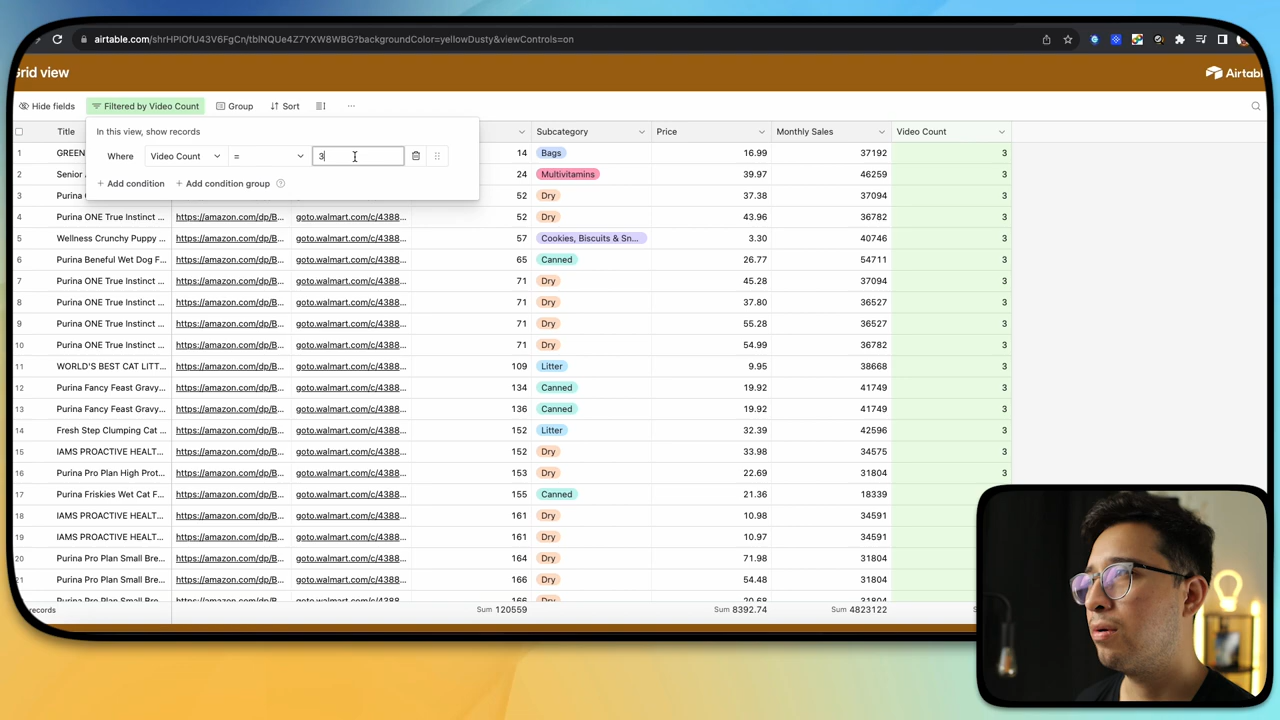 airtable.com/shrHPIOfU43V6FgCn/tblNQUe4Z7YXW8WBG?backgroundColor=yellowDusty&viewControls=on
Grid view
Airtabl
Hide fields Filtered by Video Count Group Sort ...
In this view, show records
Where Video Count = 3
+ Add condition + Add condition group
Title Subcategory Price Monthly Sales Video Count
1 GREEN 14 Bags 16.99 37192 3
2 Senior 24 Multivitamins 39.97 46259 3
3 Purina 52 Dry 37.38 37094 3
4 Purina ONE True Instinct ... https://amazon.com/dp/B... goto.walmart.com/c/4388... 52 Dry 43.96 36782 3
5 Wellness Crunchy Puppy ... https://amazon.com/dp/B... goto.walmart.com/c/4388... 57 Cookies, Biscuits & Sn... 3.30 40746 3
6 Purina Beneful Wet Dog F... https://amazon.com/dp/B... goto.walmart.com/c/4388... 65 Canned 26.77 54711 3
7 Purina ONE True Instinct ... https://amazon.com/dp/B... goto.walmart.com/c/4388... 71 Dry 45.28 37094 3
8 Purina ONE True Instinct ... https://amazon.com/dp/B... goto.walmart.com/c/4388... 71 Dry 37.80 36527 3
9 Purina ONE True Instinct ... https://amazon.com/dp/B... goto.walmart.com/c/4388... 71 Dry 55.28 36527 3
10 Purina ONE True Instinct ... https://amazon.com/dp/B... goto.walmart.com/c/4388... 71 Dry 54.99 36782 3
11 WORLD'S BEST CAT LITT... https://amazon.com/dp/B... goto.walmart.com/c/4388... 109 Litter 9.95 38668 3
12 Purina Fancy Feast Gravy... https://amazon.com/dp/B... goto.walmart.com/c/4388... 134 Canned 19.92 41749 3
13 Purina Fancy Feast Gravy... https://amazon.com/dp/B... goto.walmart.com/c/4388... 136 Canned 19.92 41749 3
14 Fresh Step Clumping Cat ... https://amazon.com/dp/B... goto.walmart.com/c/4388... 152 Litter 32.39 42596 3
15 IAMS PROACTIVE HEALT... https://amazon.com/dp/B... goto.walmart.com/c/4388... 152 Dry 33.98 34575 3
16 Purina Pro Plan High Prot... https://amazon.com/dp/B... goto.walmart.com/c/4388... 153 Dry 22.69 31804 3
17 Purina Friskies Wet Cat F... https://amazon.com/dp/B... goto.walmart.com/c/4388... 155 Canned 21.36 18339
18 IAMS PROACTIVE HEALT... https://amazon.com/dp/B... goto.walmart.com/c/4388... 161 Dry 10.98 34591
19 IAMS PROACTIVE HEALT... https://amazon.com/dp/B... goto.walmart.com/c/4388... 161 Dry 10.97 34591
20 Purina Pro Plan Small Bre... https://amazon.com/dp/B... goto.walmart.com/c/4388... 164 Dry 71.98 31804
21 Purina Pro Plan Small Bre... https://amazon.com/dp/B... goto.walmart.com/c/4388... 166 Dry 54.48 31804
records Sum 120559 Sum 8392.74 Sum 4823122